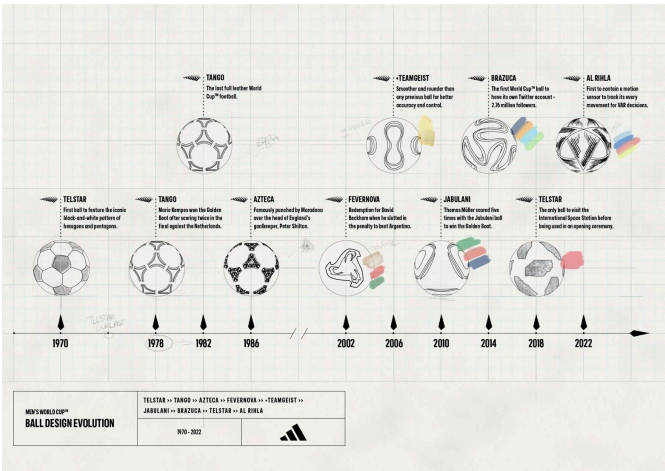 TANGO
The last full leather World
Cup™ football.
+TEAMGEIST
Smoother and rounder than
any previous ball for better
accuracy and control.
BRAZUCA
The first World Cup™ ball to
have its own Twitter account -
2.76 million followers.
AL RIHLA
First to contain a motion
sensor to track its every
movement for VAR decisions.
TELSTAR
First ball to feature the iconic
black-and-white pattern of
hexagons and pentagons.
TANGO
Mario Kempes won the Golden
Boot after scoring twice in the
final against the Netherlands.
AZTECA
Famously punched by Maradona
over the head of England's
goalkeeper, Peter Shilton.
FEVERNOVA
Redemption for David
Beckham when he slotted in
the penalty to beat Argentina.
JABULANI
Thomas Müller scored five
times with the Jabulani ball
to win the Golden Boot.
TELSTAR
The only ball to visit the
International Space Station before
being used in an opening ceremony.
TELSTAR
DURLAST
1970
1978
1982
1986
2002
2006
2010
2014
2018
2022
MEN'S WORLD CUP™
BALL DESIGN EVOLUTION
TELSTAR >> TANGO >> AZTECA >> FEVERNOVA >> +TEAMGEIST >>
JABULANI >> BRAZUCA >> TELSTAR >> AL RIHLA
1970 - 2022